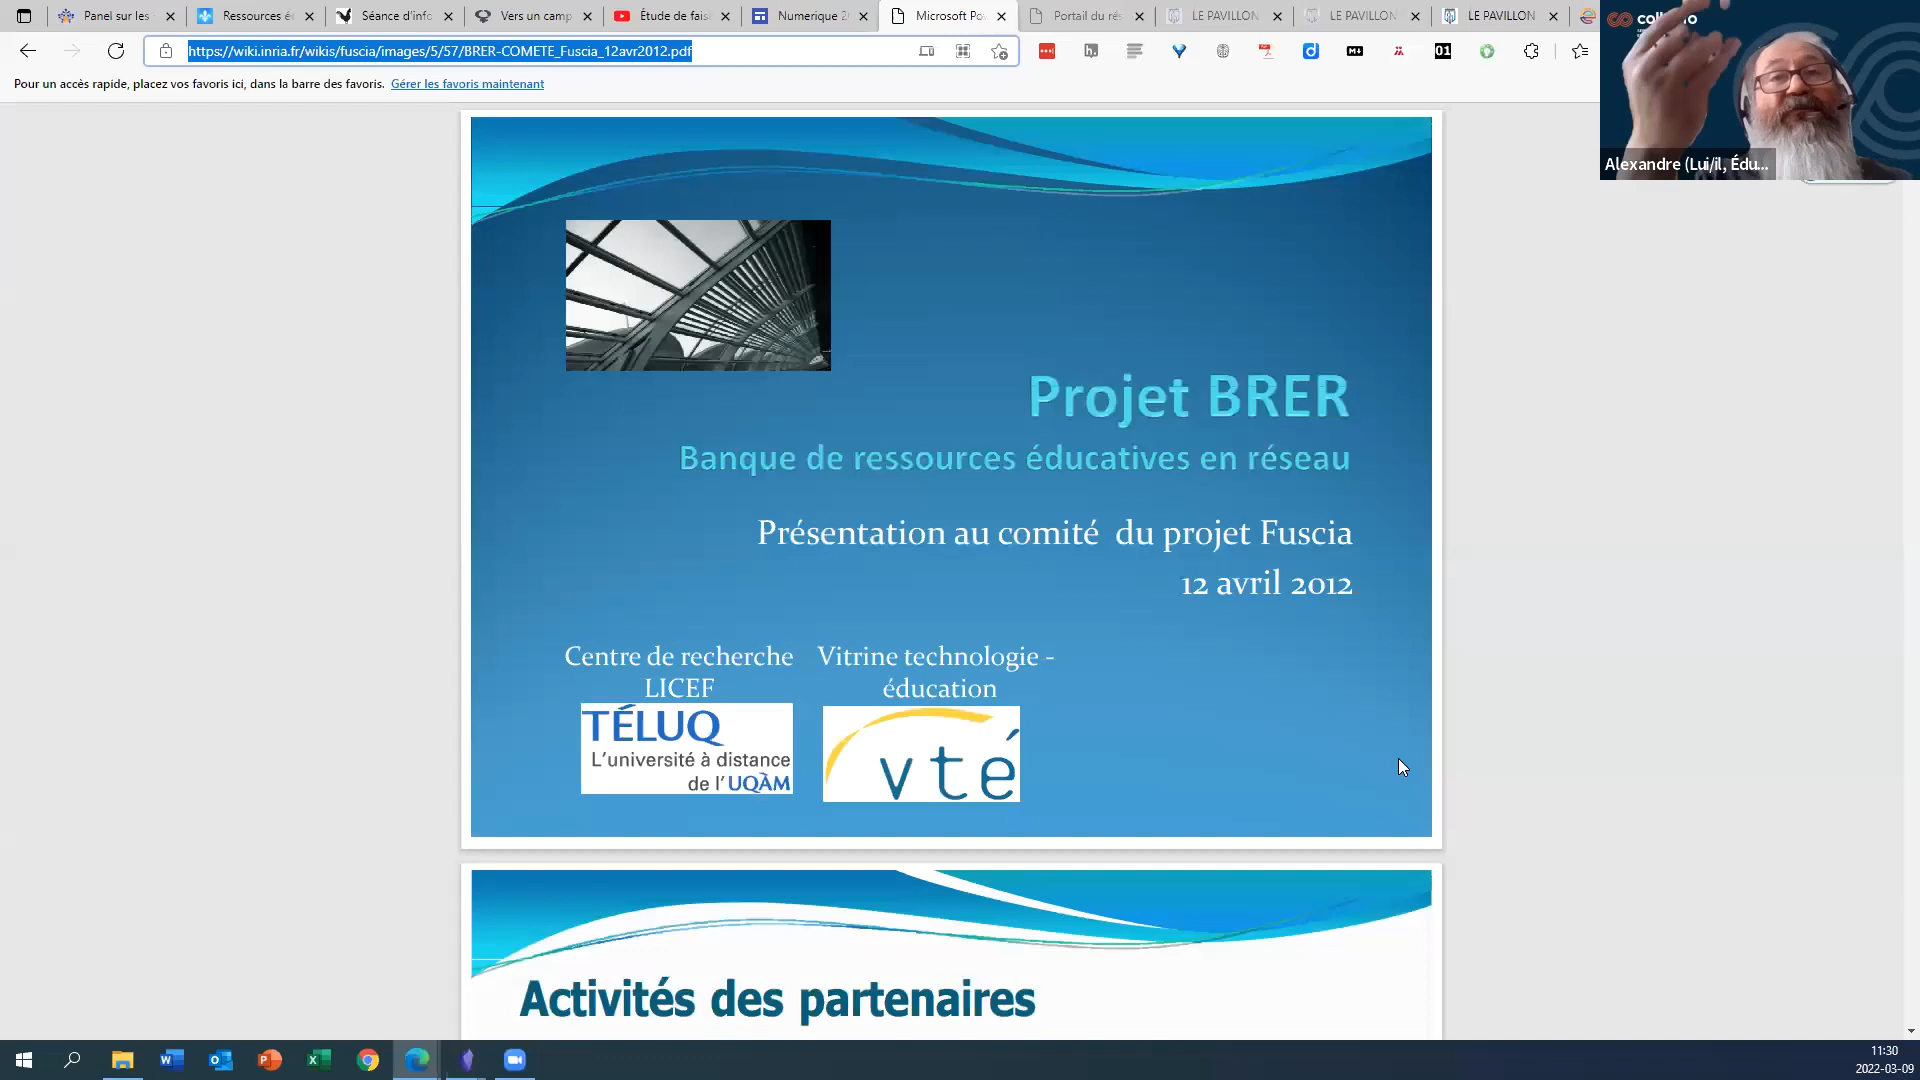 Panel sur les
Ressources é
Séance d'info
Vers un camp
Étude de fais
Numerique 2
Microsoft Po
Portail du rés
LE PAVILLON
LE PAVILLON
LE PAVILLON
https://wiki.inria.fr/wikis/fuscia/images/5/57/BRER-COMETE_Fuscia_12avr2012.pdf
Pour un accès rapide, placez vos favoris ici, dans la barre des favoris. Gérer les favoris maintenant
Alexandre (Lui/il, Édu...
Projet BRER
Banque de ressources éducatives en réseau
Présentation au comité du projet Fuscia
12 avril 2012
Centre de recherche
LICEF
Vitrine technologie -
éducation
TÉLUQ
L'université à distance
de l'UQÀM
vté
Activités des partenaires
11:30
2022-03-09